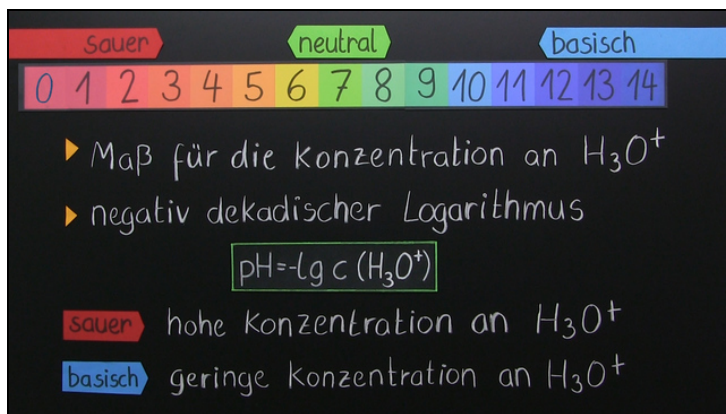 sauer neutral basisch
0 1 2 3 4 5 6 7 8 9 10 11 12 13 14
Maß für die Konzentration an H₃O⁺
negativ dekadischer Logarithmus
pH=-lg c (H₃O⁺)
sauer hohe Konzentration an H₃O⁺
basisch geringe Konzentration an H₃O⁺